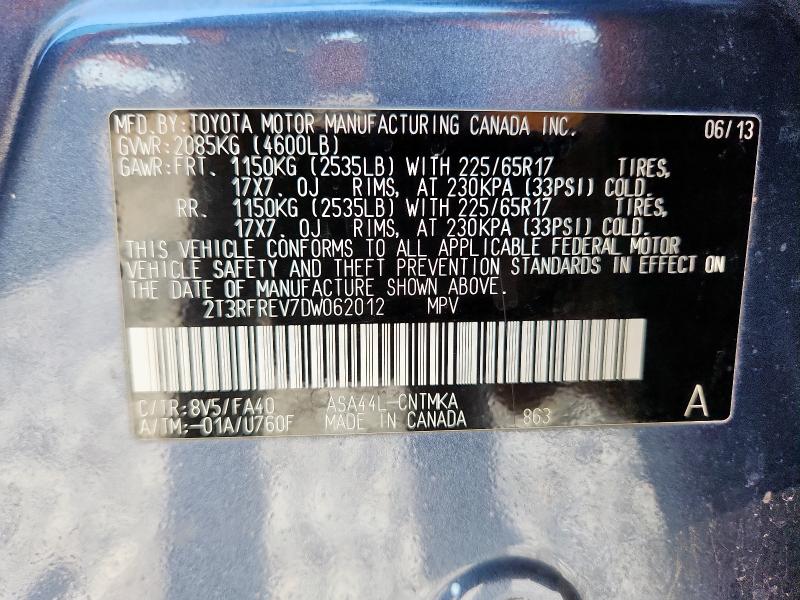 MFD.BY:TOYOTA MOTOR MANUFACTURING CANADA INC. 06/13
GVWR:2085KG (4600LB)
GAWR:FRT. 1150KG (2535LB) WITH 225/65R17 TIRES,
17X7.0J RIMS, AT 230KPA (33PSI) COLD.
RR. 1150KG (2535LB) WITH 225/65R17 TIRES,
17X7.0J RIMS, AT 230KPA (33PSI) COLD.
THIS VEHICLE CONFORMS TO ALL APPLICABLE FEDERAL MOTOR
VEHICLE SAFETY AND THEFT PREVENTION STANDARDS IN EFFECT ON
THE DATE OF MANUFACTURE SHOWN ABOVE.
2T3RFREV7DW062012 MPV
C/TR:8V5/FA40 ASA44L-CNTMKA
A/TM:-01A/U760F MADE IN CANADA 863 A